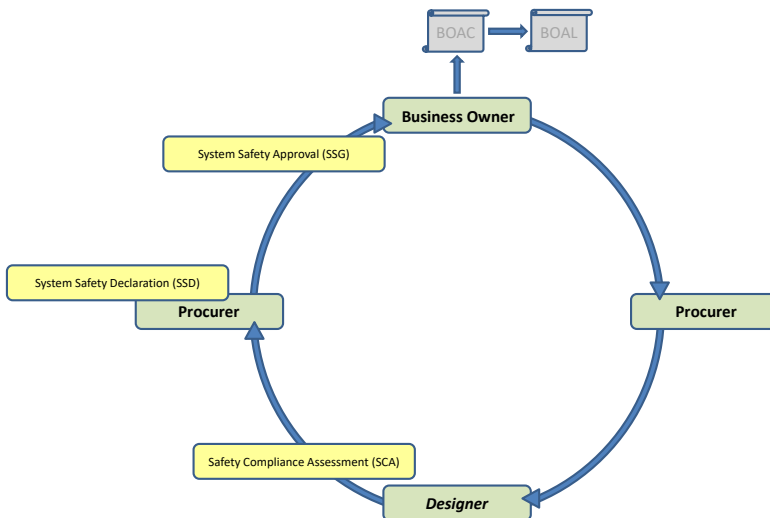 BOAC
BOAL
Business Owner
System Safety Approval (SSG)
System Safety Declaration (SSD)
Procurer
Procurer
Safety Compliance Assessment (SCA)
Designer